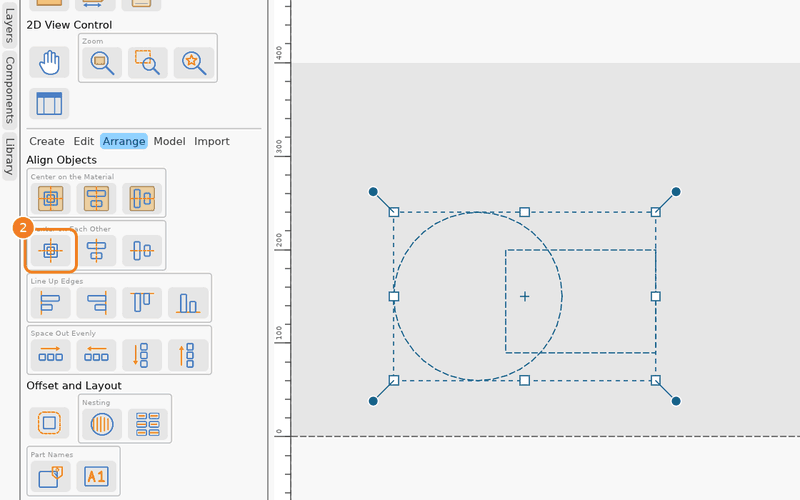 Layers
Components
Library
2D View Control
Zoom
Create Edit Arrange Model Import
Align Objects
Center on the Material
2
Each Other
Line Up Edges
Space Out Evenly
Offset and Layout
Nesting
Part Names
A1
400
300
200
100
0